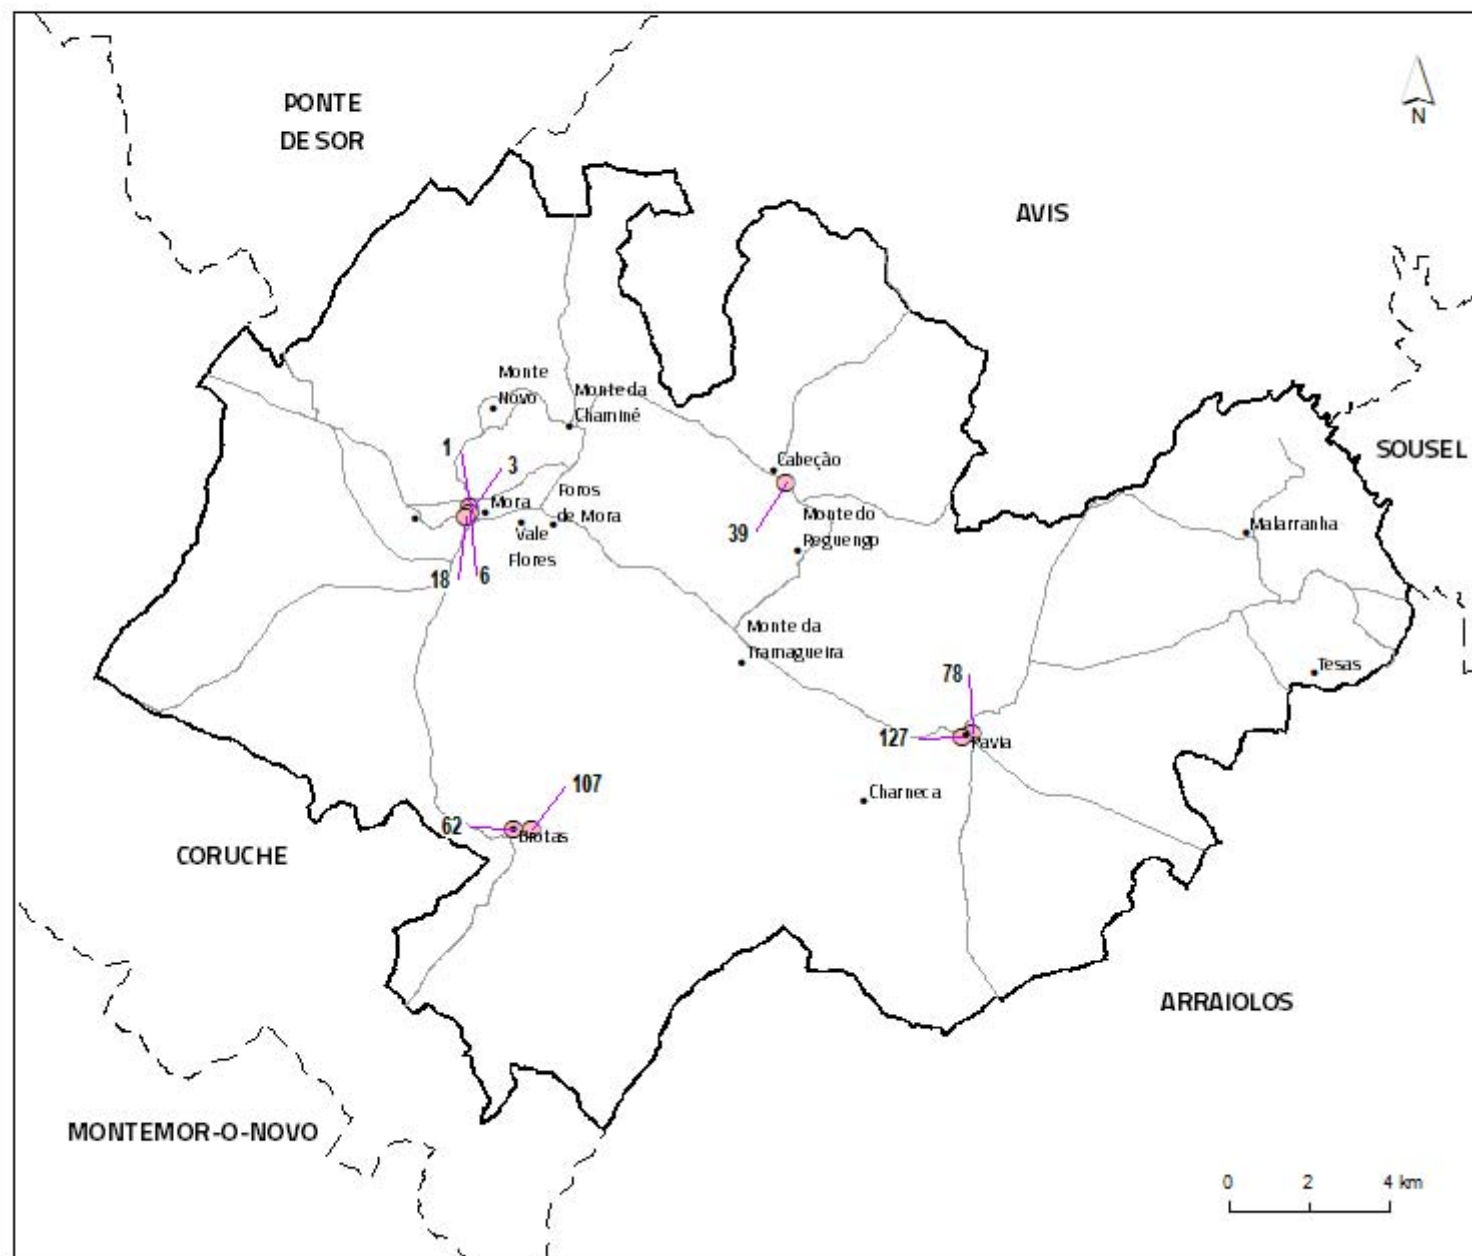 PONTE
DE SOR
N
AVIS
SOUSEL
Monte
Novo
Monte da
Chaminé
1
3
Cabeção
Mora
Foros
de Mora
Vale
Flores
Monte do
Reguengo
39
Malarranha
18
6
Monte da
Tramagueira
Tesas
78
127
Pavia
107
Charneca
62
Brotas
CORUCHE
ARRAIOLOS
MONTEMOR-O-NOVO
0 2 4 km